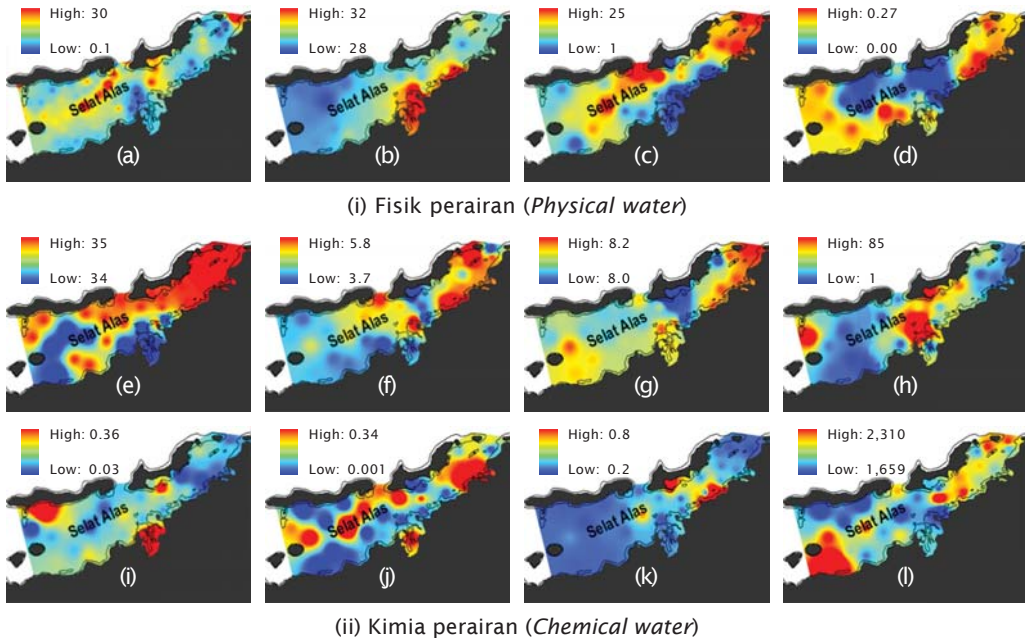 High: 30
Low: 0.1
Selat Alas
(a)
High: 32
Low: 28
Selat Alas
(b)
High: 25
Low: 1
Selat Alas
(c)
High: 0.27
Low: 0.00
Selat Alas
(d)
(i) Fisik perairan (Physical water)
High: 35
Low: 34
Selat Alas
(e)
High: 5.8
Low: 3.7
Selat Alas
(f)
High: 8.2
Low: 8.0
Selat Alas
(g)
High: 85
Low: 1
Selat Alas
(h)
High: 0.36
Low: 0.03
Selat Alas
(i)
High: 0.34
Low: 0.001
Selat Alas
(j)
High: 0.8
Low: 0.2
Selat Alas
(k)
High: 2,310
Low: 1,659
Selat Alas
(l)
(ii) Kimia perairan (Chemical water)